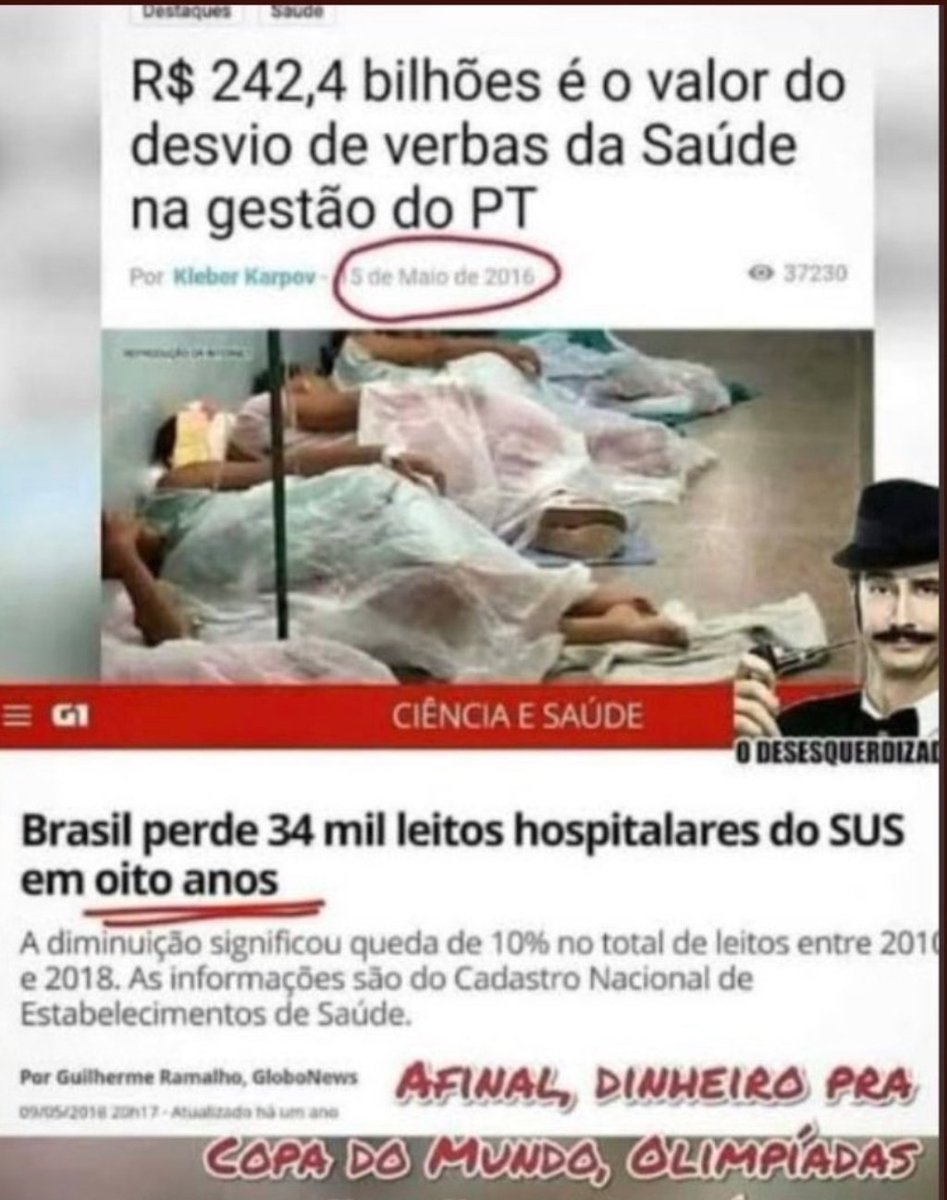 Destaques Saúde
R$ 242,4 bilhões é o valor do
desvio de verbas da Saúde
na gestão do PT
Por Kleber Karpov - 15 de Maio de 2016 37230
REPRODUÇÃO DA INTERNET
G1 CIÊNCIA E SAÚDE
O DESESQUERDIZAD
Brasil perde 34 mil leitos hospitalares do SUS
em oito anos
A diminuição significou queda de 10% no total de leitos entre 2010
e 2018. As informações são do Cadastro Nacional de
Estabelecimentos de Saúde.
Por Guilherme Ramalho, GloboNews
09/05/2018 20h17 - Atualizado há um ano
AFINAL, DINHEIRO PRA
COPA DO MUNDO, OLIMPÍADAS